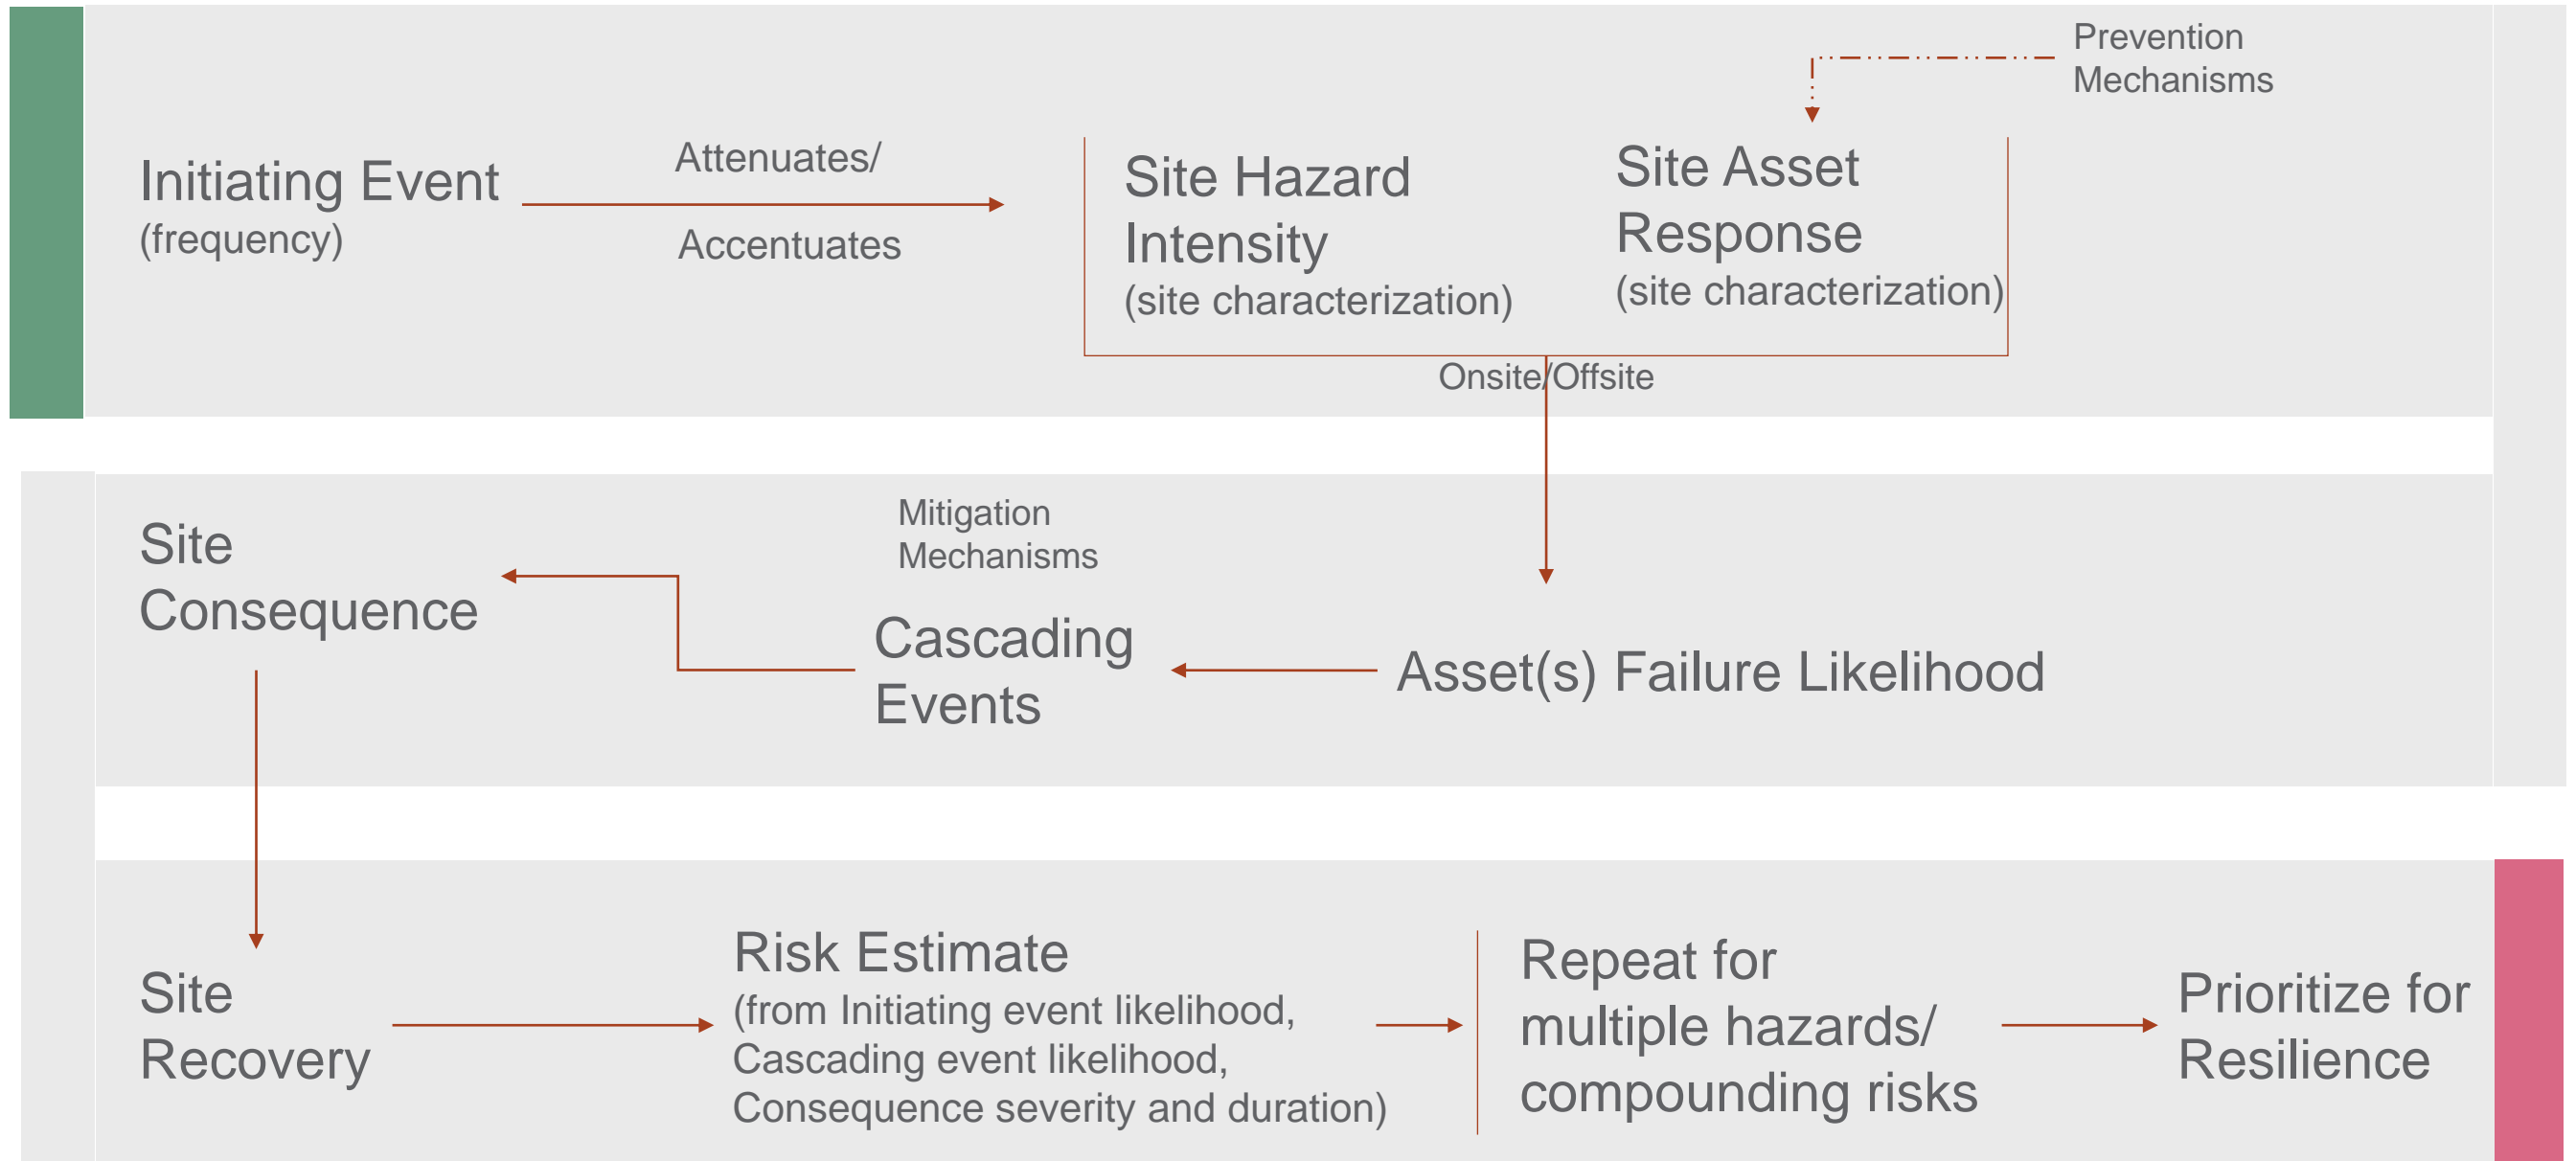 Prevention
Mechanisms
Initiating Event
(frequency)
Attenuates/
Accentuates
Site Hazard
Intensity
(site characterization)
Site Asset
Response
(site characterization)
Onsite/Offsite
Site
Consequence
Mitigation
Mechanisms
Cascading
Events
Asset(s) Failure Likelihood
Site
Recovery
Risk Estimate
(from Initiating event likelihood,
Cascading event likelihood,
Consequence severity and duration)
Repeat for
multiple hazards/
compounding risks
Prioritize for
Resilience